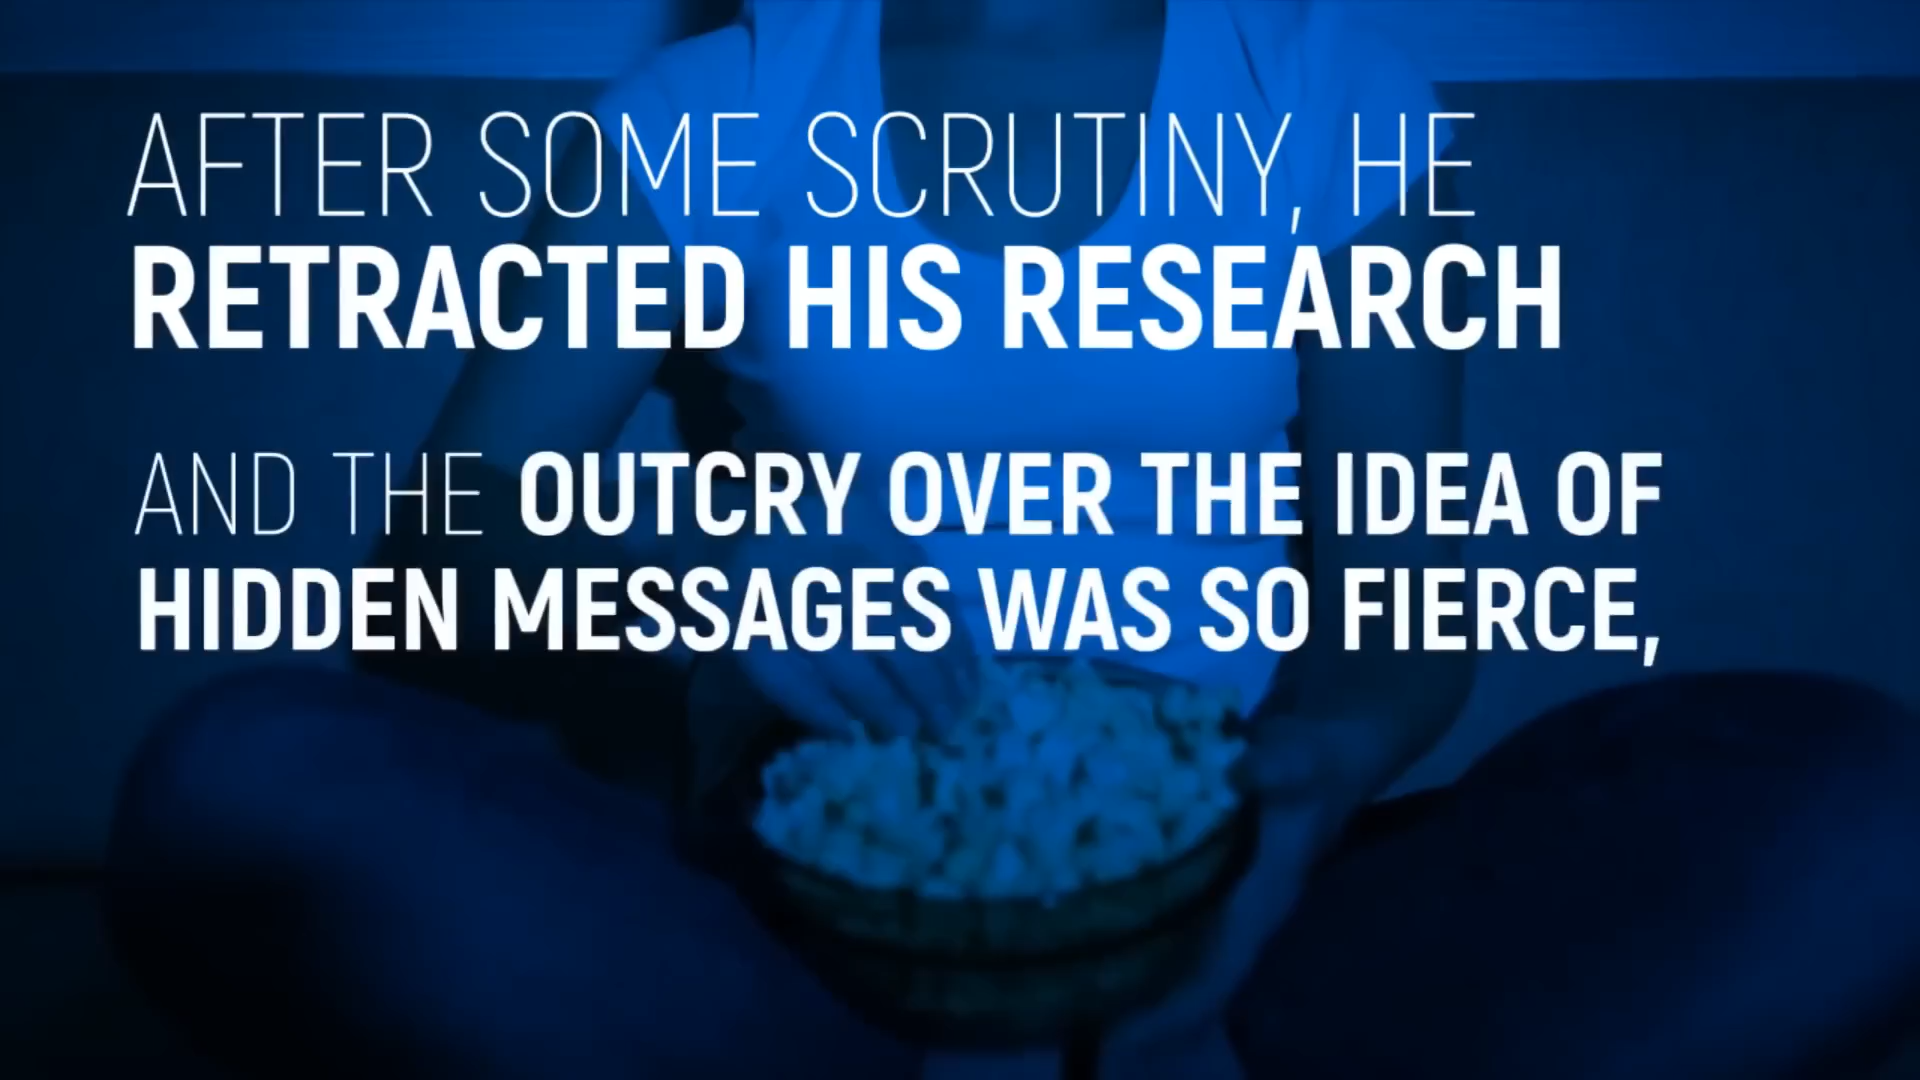 AFTER SOME SCRUTINY, HE
RETRACTED HIS RESEARCH
AND THE OUTCRY OVER THE IDEA OF
HIDDEN MESSAGES WAS SO FIERCE,